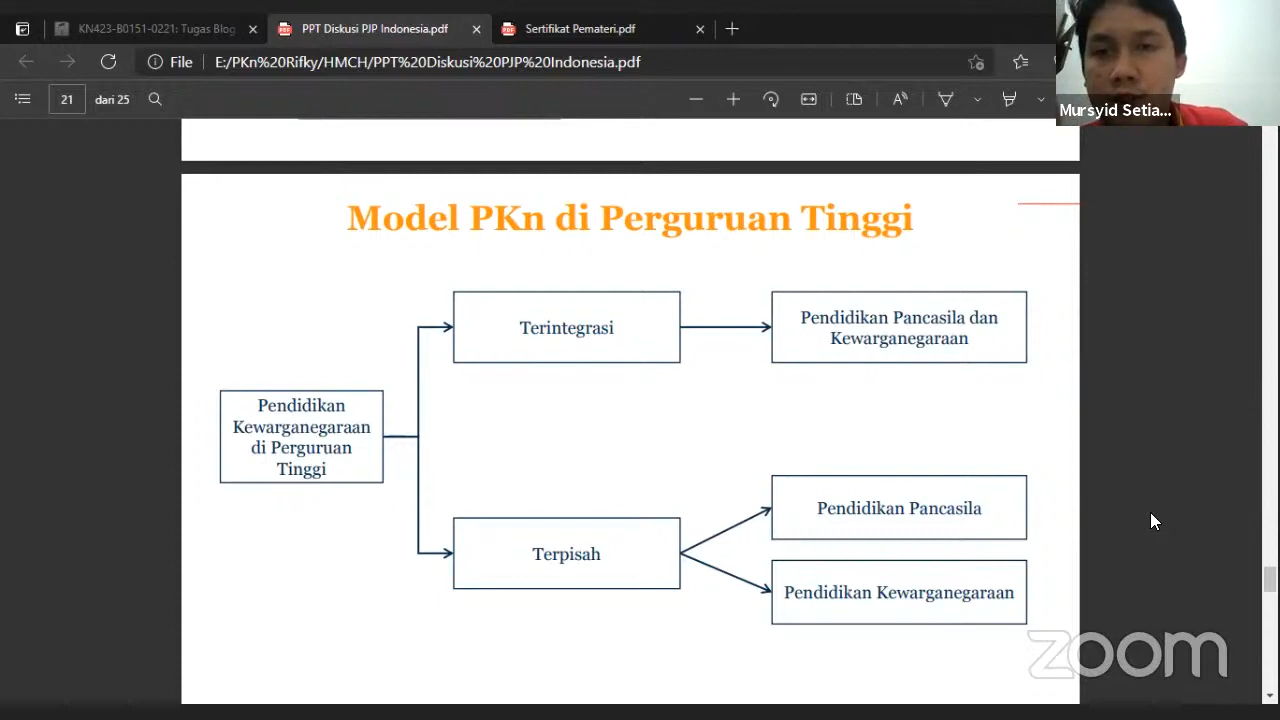 KN423-B0151-0221: Tugas Blog
PPT Diskusi PJP Indonesia.pdf
Sertifikat Pemateri.pdf
File
E:/PKn%20Rifky/HMCH/PPT%20Diskusi%20PJP%20Indonesia.pdf
21
dari 25
Mursyid Setia...
Model PKn di Perguruan Tinggi
Terintegrasi
Pendidikan Pancasila dan
Kewarganegaraan
Pendidikan
Kewarganegaraan
di Perguruan
Tinggi
Terpisah
Pendidikan Pancasila
Pendidikan Kewarganegaraan
zoom